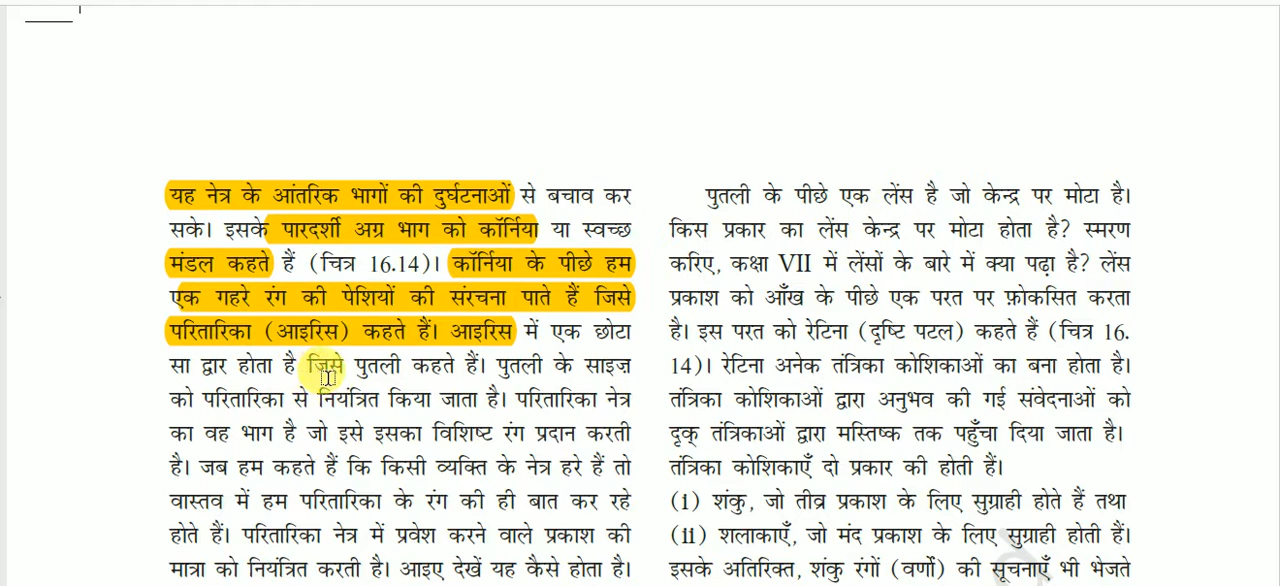 यह नेत्र के आंतरिक भागों की दुर्घटनाओं से बचाव कर
सके। इसके पारदर्शी अग्र भाग को कॉर्निया या स्वच्छ
मंडल कहते हैं (चित्र 16.14)। कॉर्निया के पीछे हम
एक गहरे रंग की पेशियों की संरचना पाते हैं जिसे
परितारिका (आइरिस) कहते हैं। आइरिस में एक छोटा
सा द्वार होता है जिसे पुतली कहते हैं। पुतली के साइज़
को परितारिका से नियंत्रित किया जाता है। परितारिका नेत्र
का वह भाग है जो इसे इसका विशिष्ट रंग प्रदान करती
है। जब हम कहते हैं कि किसी व्यक्ति के नेत्र हरे हैं तो
वास्तव में हम परितारिका के रंग की ही बात कर रहे
होते हैं। परितारिका नेत्र में प्रवेश करने वाले प्रकाश की
मात्रा को नियंत्रित करती है। आइए देखें यह कैसे होता है।
पुतली के पीछे एक लेंस है जो केन्द्र पर मोटा है।
किस प्रकार का लेंस केन्द्र पर मोटा होता है? स्मरण
करिए, कक्षा VII में लेंसों के बारे में क्या पढ़ा है? लेंस
प्रकाश को आँख के पीछे एक परत पर फ़ोकसित करता
है। इस परत को रेटिना (दृष्टि पटल) कहते हैं (चित्र 16.
14)। रेटिना अनेक तंत्रिका कोशिकाओं का बना होता है।
तंत्रिका कोशिकाओं द्वारा अनुभव की गई संवेदनाओं को
दृक् तंत्रिकाओं द्वारा मस्तिष्क तक पहुँचा दिया जाता है।
तंत्रिका कोशिकाएँ दो प्रकार की होती हैं।
(i) शंकु, जो तीव्र प्रकाश के लिए सुग्राही होते हैं तथा
(ii) शलाकाएँ, जो मंद प्रकाश के लिए सुग्राही होती हैं।
इसके अतिरिक्त, शंकु रंगों (वर्णों) की सूचनाएँ भी भेजते